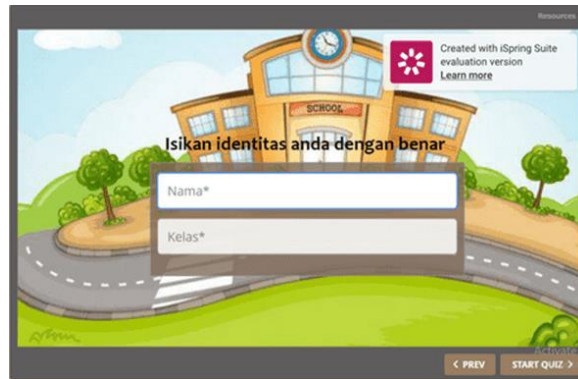 Resources
Created with iSpring Suite
evaluation version
Learn more
SCHOOL
Isikan identitas anda dengan benar
Nama*
Kelas*
Activate
< PREV
START QUIZ >